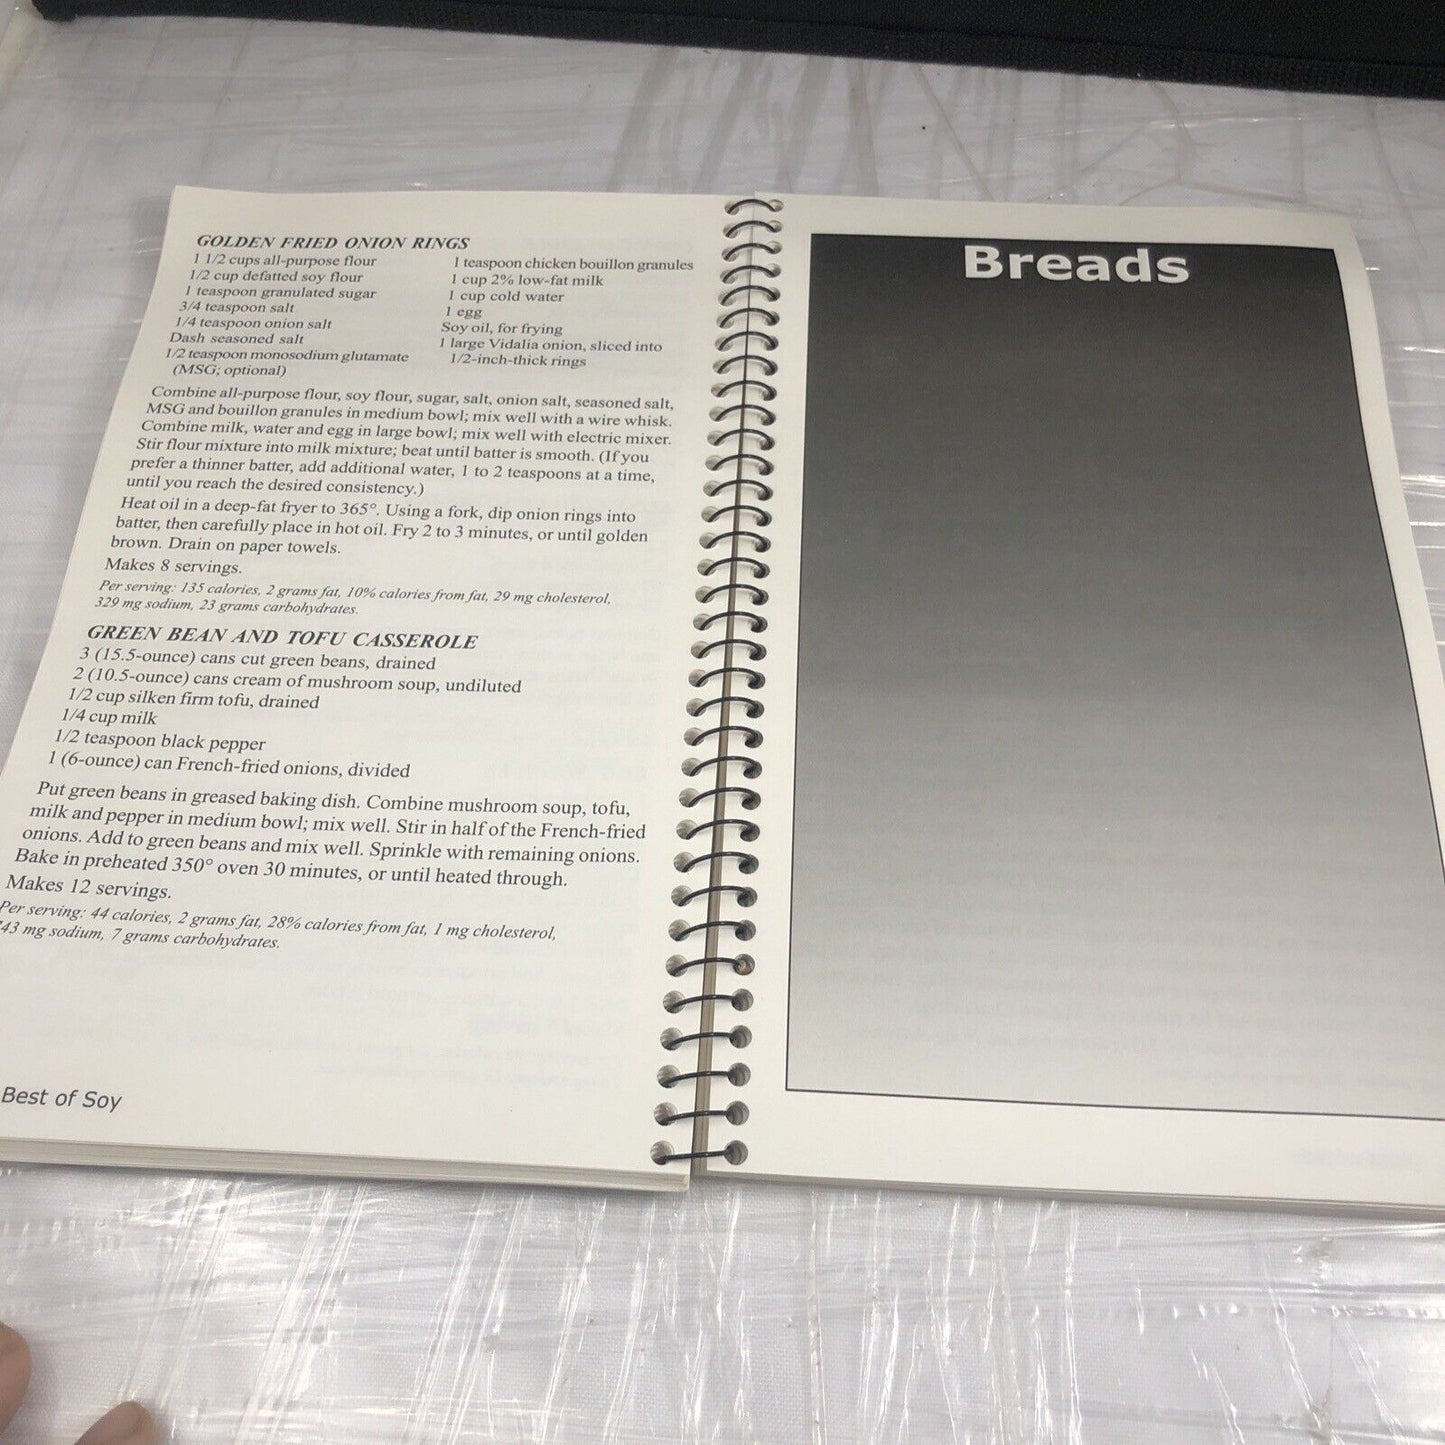 GOLDEN FRIED ONION RINGS
1 1/2 cups all-purpose flour
1/2 cup defatted soy flour
1 teaspoon granulated sugar
3/4 teaspoon salt
1/4 teaspoon onion salt
Dash seasoned salt
1/2 teaspoon monosodium glutamate
(MSG; optional)
1 teaspoon chicken bouillon granules
1 cup 2% low-fat milk
1 cup cold water
1 egg
Soy oil, for frying
1 large Vidalia onion, sliced into
1/2-inch-thick rings
Combine all-purpose flour, soy flour, sugar, salt, onion salt, seasoned salt,
MSG and bouillon granules in medium bowl; mix well with a wire whisk.
Combine milk, water and egg in large bowl; mix well with electric mixer.
Stir flour mixture into milk mixture; beat until batter is smooth. (If you
prefer a thinner batter, add additional water, 1 to 2 teaspoons at a time,
until you reach the desired consistency.)
Heat oil in a deep-fat fryer to 365°. Using a fork, dip onion rings into
batter, then carefully place in hot oil. Fry 2 to 3 minutes, or until golden
brown. Drain on paper towels.
Makes 8 servings.
Per serving: 135 calories, 2 grams fat, 10% calories from fat, 29 mg cholesterol,
329 mg sodium, 23 grams carbohydrates.
GREEN BEAN AND TOFU CASSEROLE
3 (15.5-ounce) cans cut green beans, drained
2 (10.5-ounce) cans cream of mushroom soup, undiluted
1/2 cup silken firm tofu, drained
1/4 cup milk
1/2 teaspoon black pepper
1 (6-ounce) can French-fried onions, divided
Put green beans in greased baking dish. Combine mushroom soup, tofu,
milk and pepper in medium bowl; mix well. Stir in half of the French-fried
onions. Add to green beans and mix well. Sprinkle with remaining onions.
Bake in preheated 350° oven 30 minutes, or until heated through.
Makes 12 servings.
Per serving: 44 calories, 2 grams fat, 28% calories from fat, 1 mg cholesterol,
mg sodium, 7 grams carbohydrates.
Best of Soy
Breads